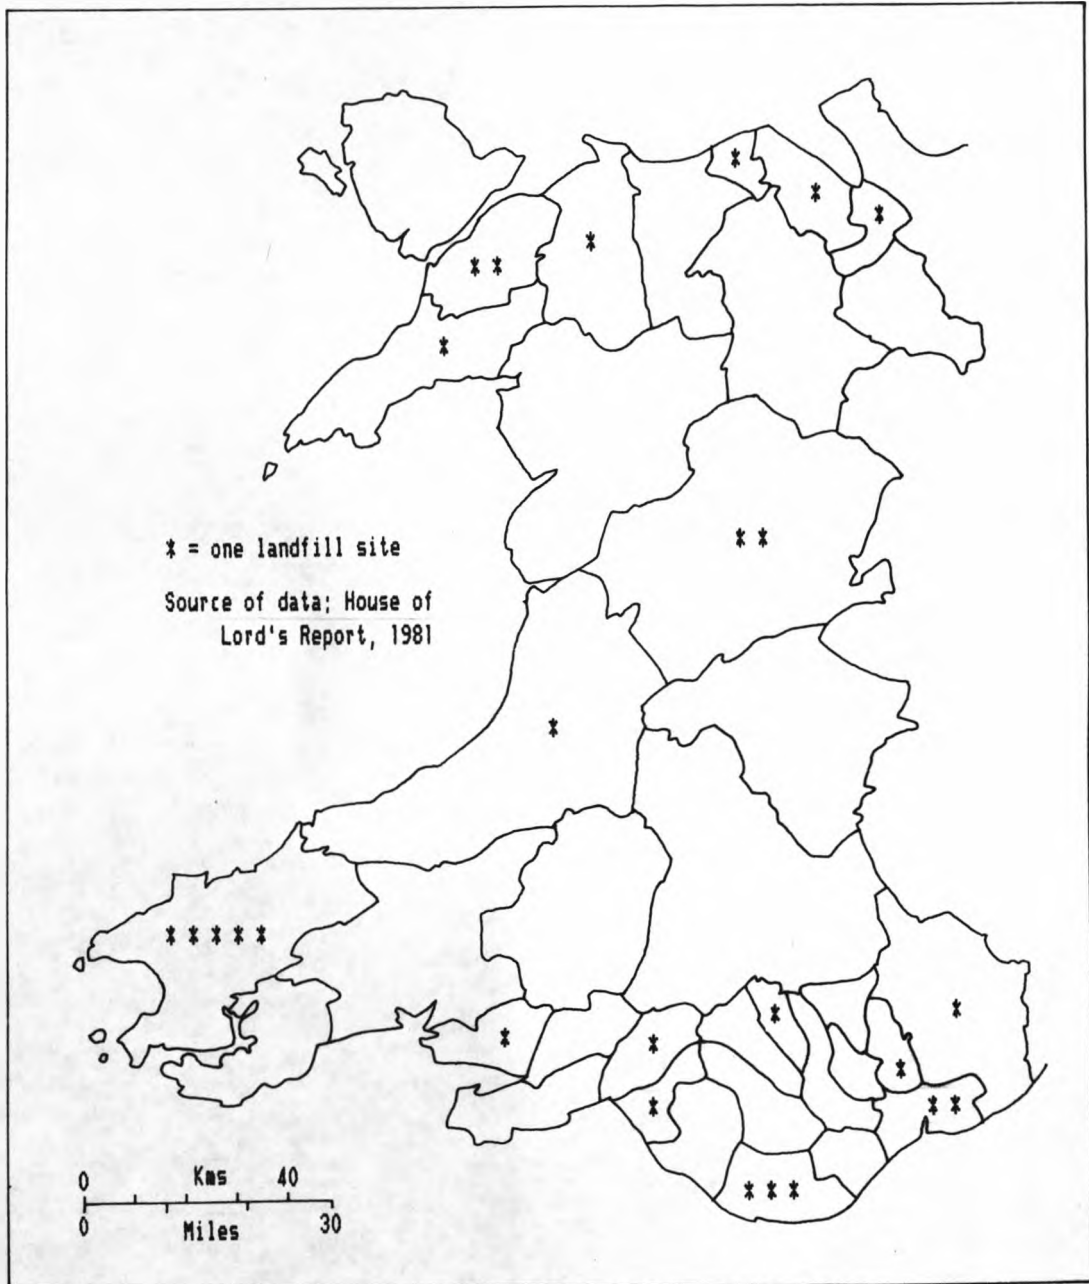 * = one landfill site
Source of data; House of
Lord's Report, 1981
0 Kms 40
0 Miles 30